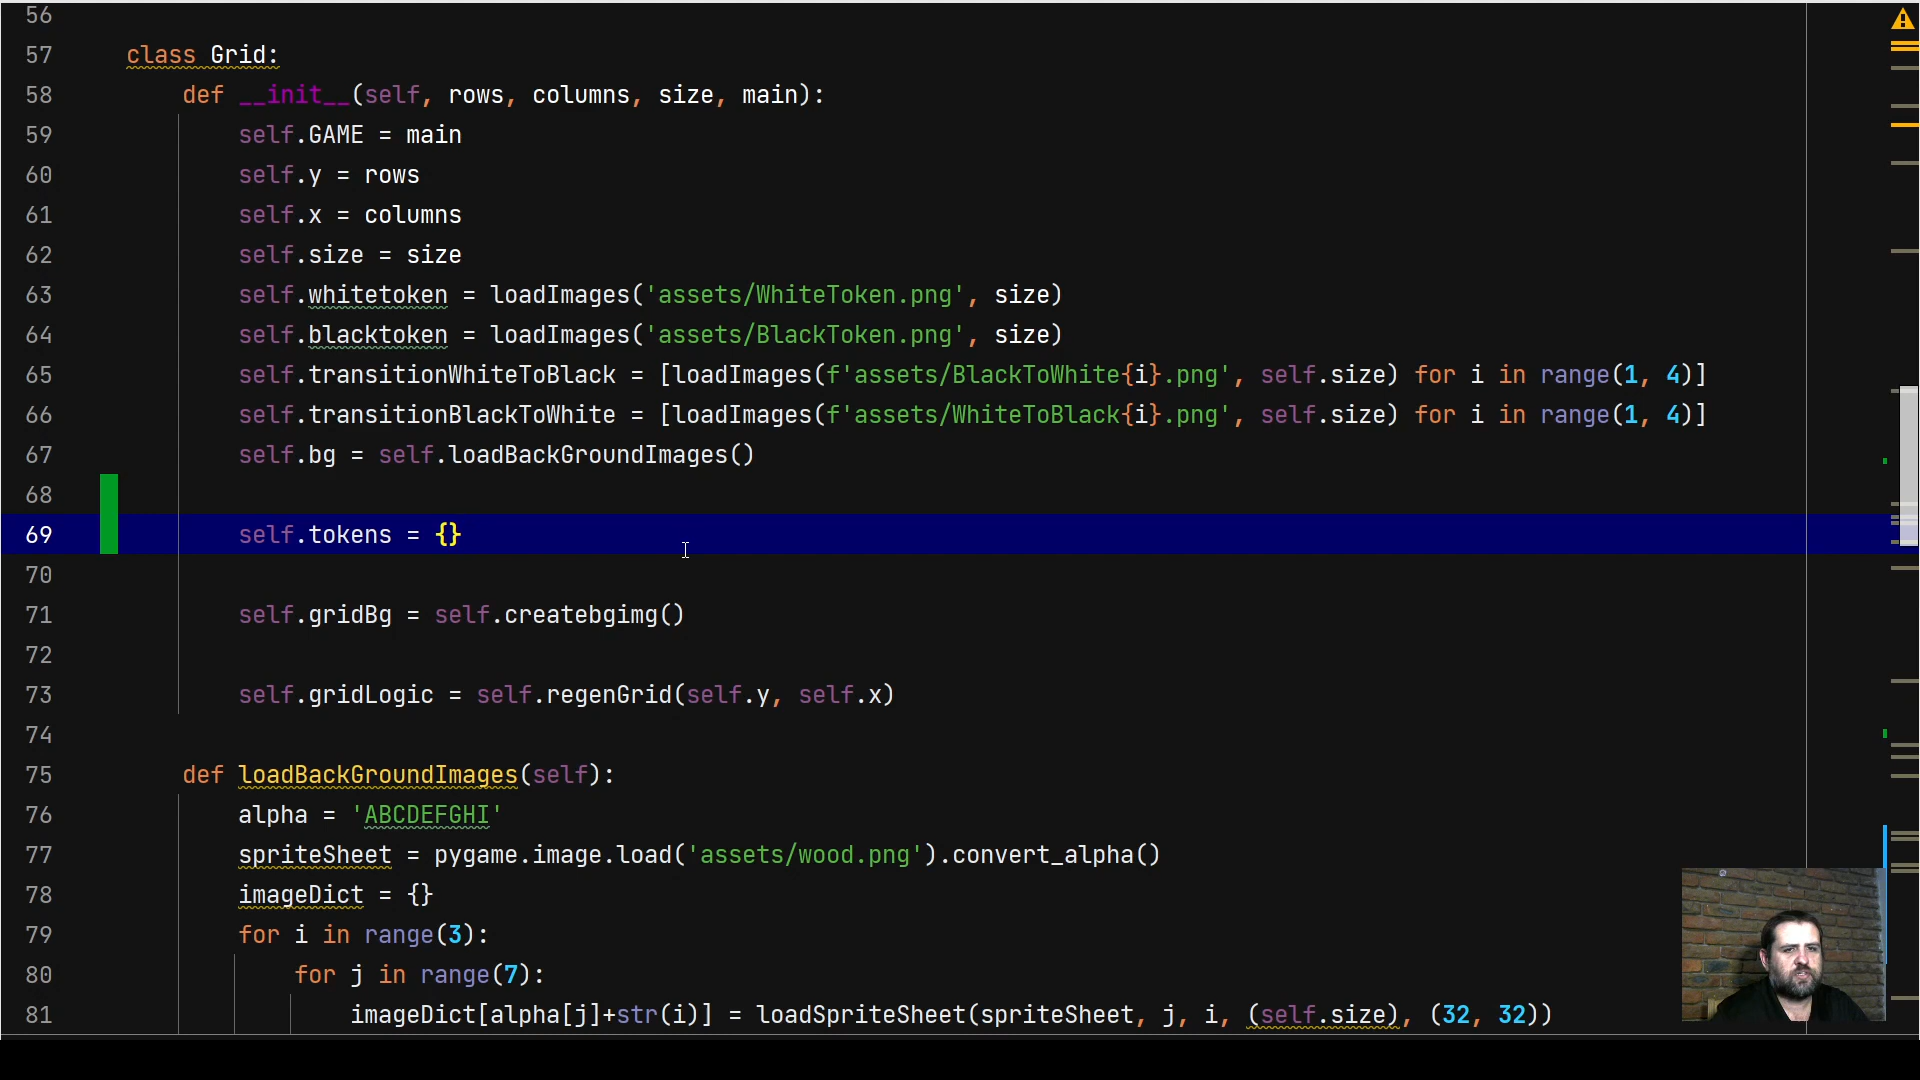 56
57 class Grid:
58 def __init__(self, rows, columns, size, main):
59 self.GAME = main
60 self.y = rows
61 self.x = columns
62 self.size = size
63 self.whitetoken = loadImages('assets/WhiteToken.png', size)
64 self.blacktoken = loadImages('assets/BlackToken.png', size)
65 self.transitionWhiteToBlack = [loadImages(f'assets/BlackToWhite{i}.png', self.size) for i in range(1, 4)]
66 self.transitionBlackToWhite = [loadImages(f'assets/WhiteToBlack{i}.png', self.size) for i in range(1, 4)]
67 self.bg = self.loadBackGroundImages()
68
69 self.tokens = {}
70
71 self.gridBg = self.createbgimg()
72
73 self.gridLogic = self.regenGrid(self.y, self.x)
74
75 def loadBackGroundImages(self):
76 alpha = 'ABCDEFGHI'
77 spriteSheet = pygame.image.load('assets/wood.png').convert_alpha()
78 imageDict = {}
79 for i in range(3):
80 for j in range(7):
81 imageDict[alpha[j]+str(i)] = loadSpriteSheet(spriteSheet, j, i, (self.size), (32, 32))